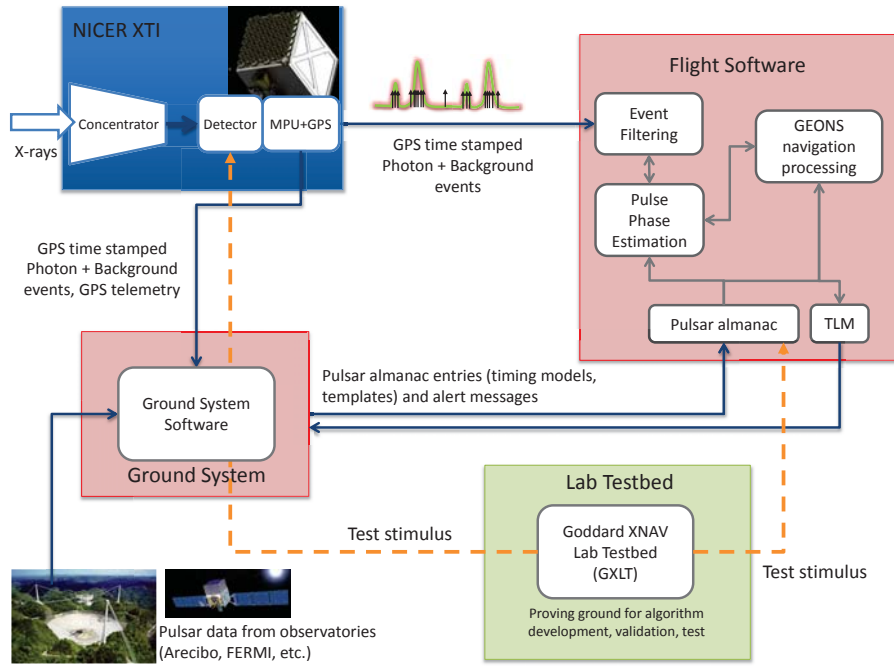 NICER XTI
Concentrator
Detector
MPU+GPS
X-rays
GPS time stamped
Photon + Background
events
Flight Software
Event
Filtering
GEONS
navigation
processing
Pulse
Phase
Estimation
Pulsar almanac
TLM
GPS time stamped
Photon + Background
events, GPS telemetry
Ground System
Software
Ground System
Pulsar almanac entries (timing models,
templates) and alert messages
Lab Testbed
Goddard XNAV
Lab Testbed
(GXLT)
Proving ground for algorithm
development, validation, test
Test stimulus
Test stimulus
Pulsar data from observatories
(Arecibo, FERMI, etc.)